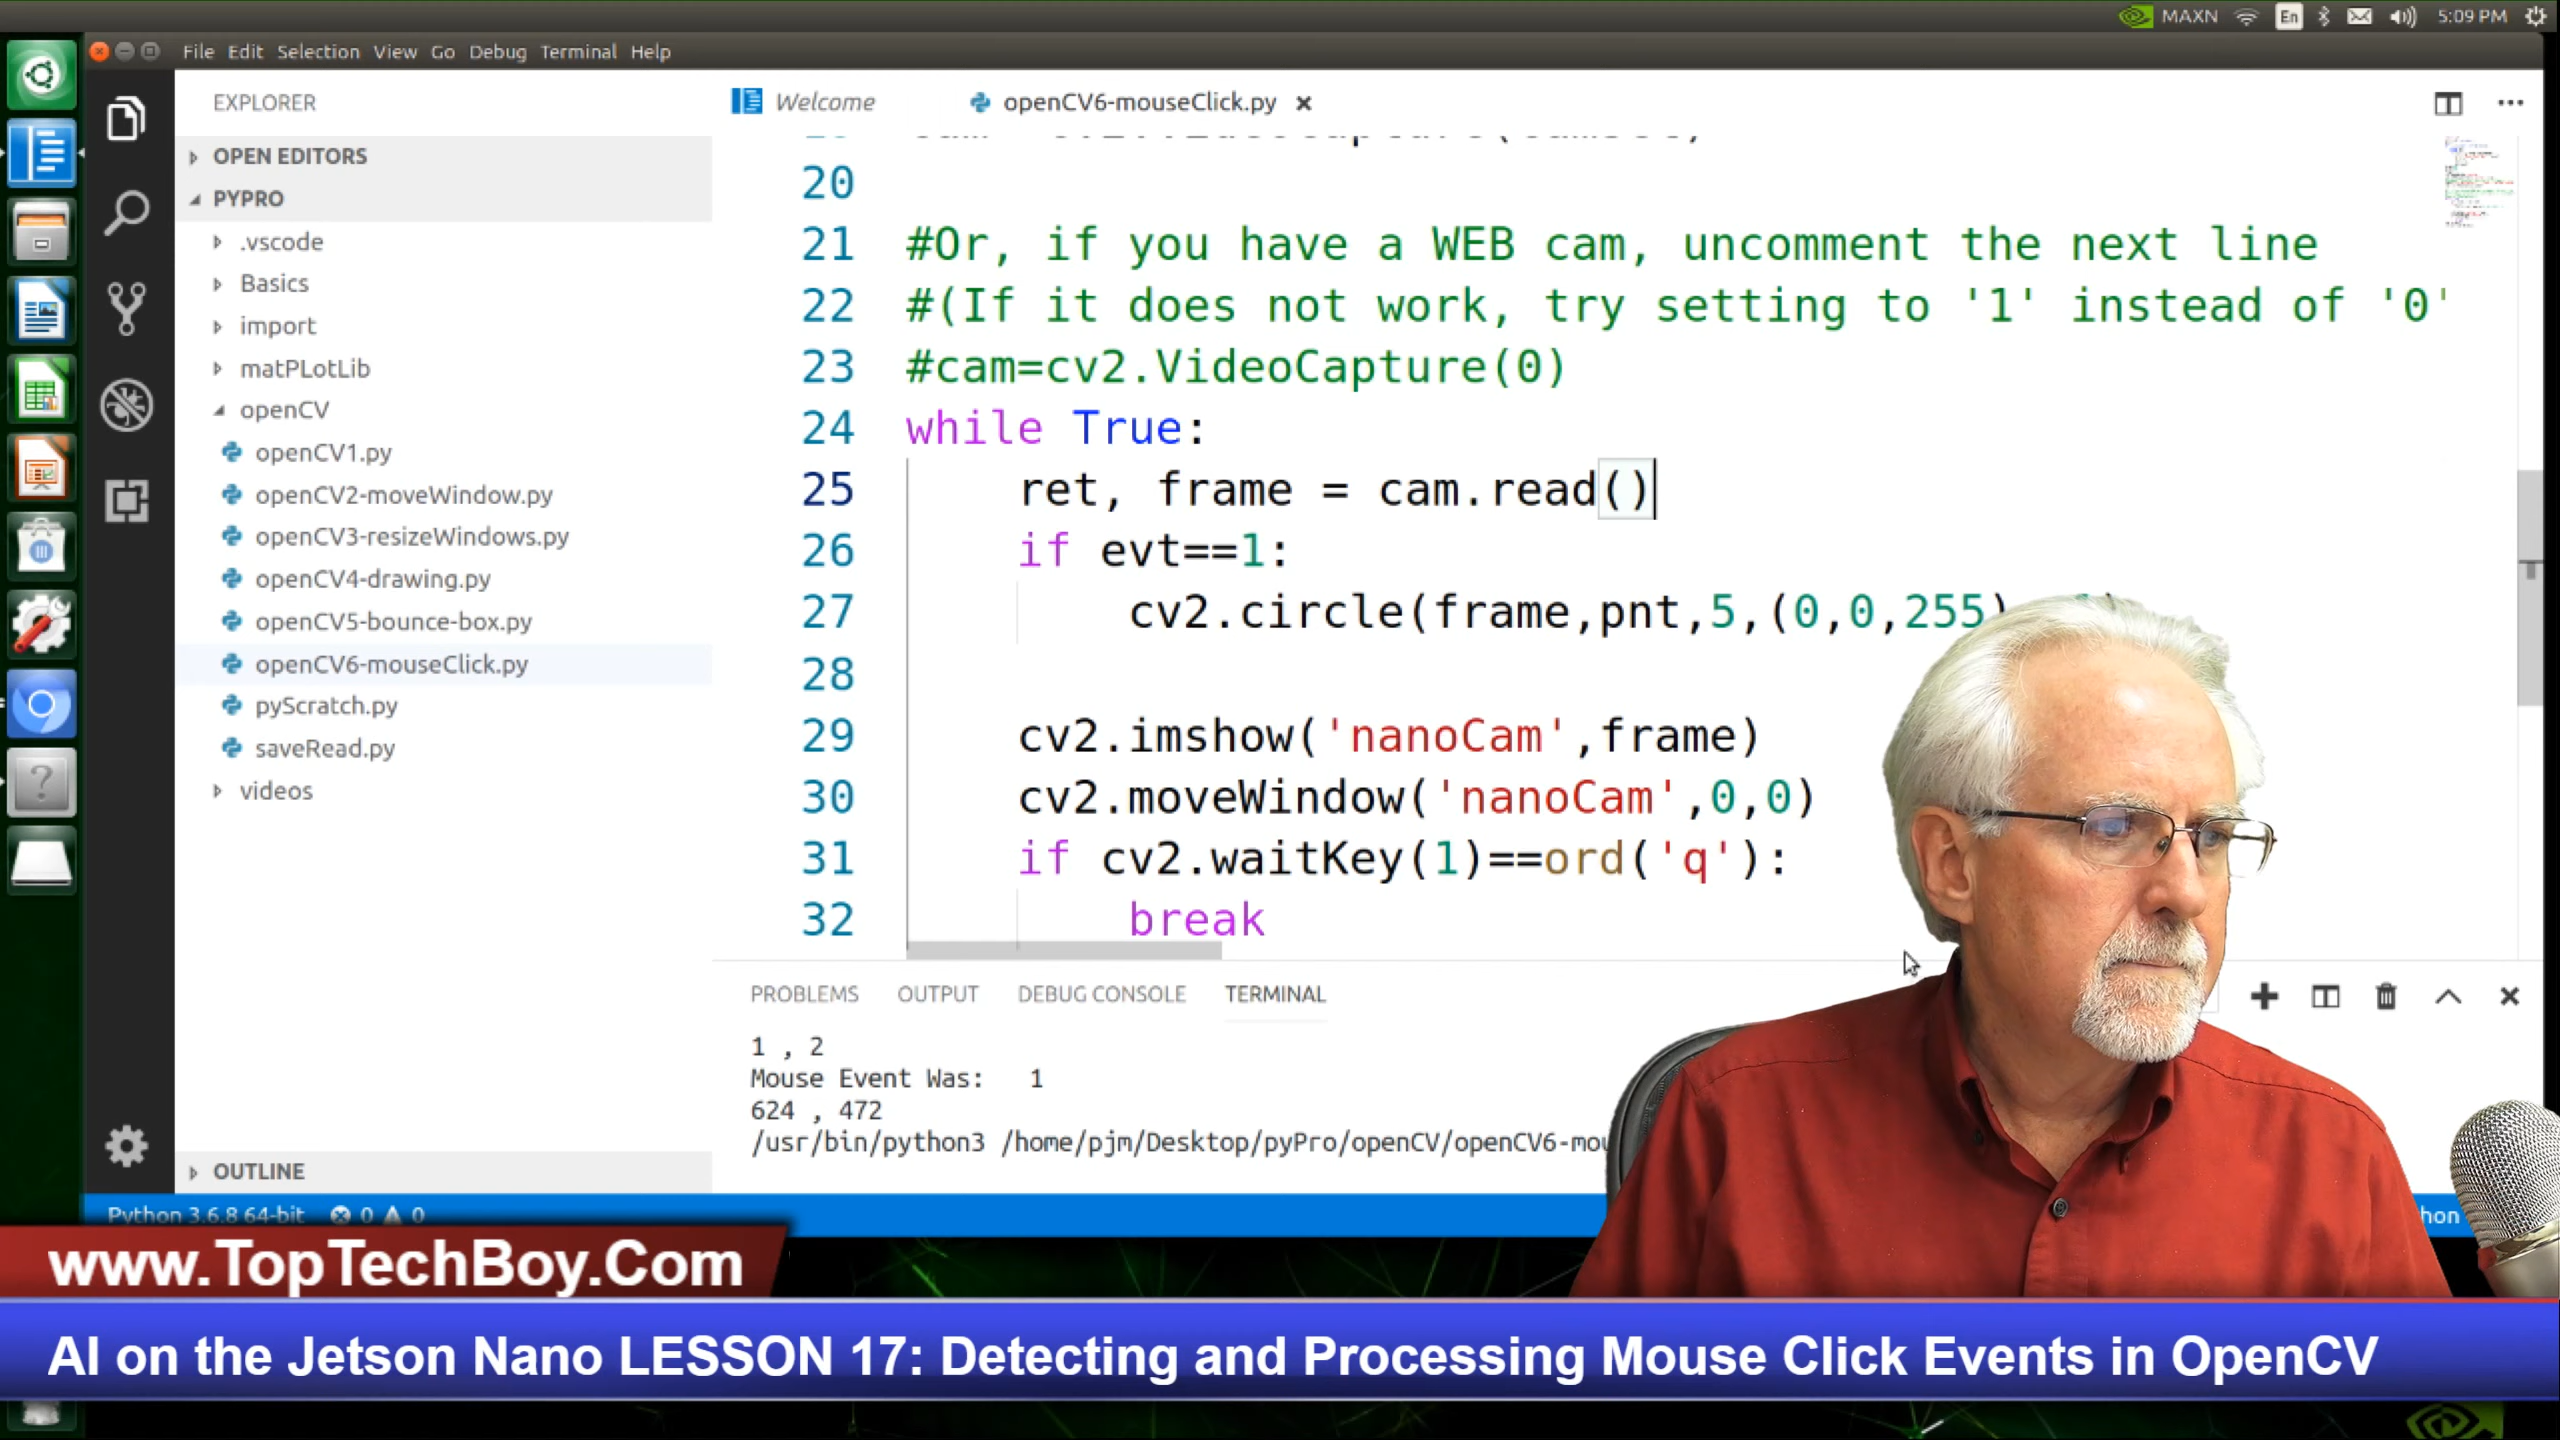 MAXN En 5:09 PM
File Edit Selection View Go Debug Terminal Help
EXPLORER
OPEN EDITORS
PYPRO
.vscode
Basics
import
matPLotLib
openCV
openCV1.py
openCV2-moveWindow.py
openCV3-resizeWindows.py
openCV4-drawing.py
openCV5-bounce-box.py
openCV6-mouseClick.py
pyScratch.py
saveRead.py
videos
OUTLINE
Welcome openCV6-mouseClick.py
20
21 #Or, if you have a WEB cam, uncomment the next line
22 #(If it does not work, try setting to '1' instead of '0'
23 #cam=cv2.VideoCapture(0)
24 while True:
25 ret, frame = cam.read()
26 if evt==1:
27 cv2.circle(frame,pnt,5,(0,0,255)
28
29 cv2.imshow('nanoCam',frame)
30 cv2.moveWindow('nanoCam',0,0)
31 if cv2.waitKey(1)==ord('q'):
32 break
PROBLEMS OUTPUT DEBUG CONSOLE TERMINAL
1 , 2
Mouse Event Was: 1
624 , 472
/usr/bin/python3 /home/pjm/Desktop/pyPro/openCV/openCV6-mou
Python 3.6.8 64-bit 0 0 hon
www.TopTechBoy.Com
AI on the Jetson Nano LESSON 17: Detecting and Processing Mouse Click Events in OpenCV